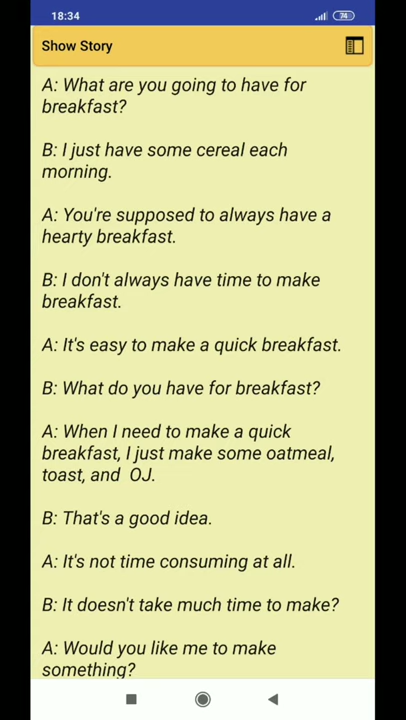 18:34
74
Show Story
A: What are you going to have for
breakfast?
B: I just have some cereal each
morning.
A: You're supposed to always have a
hearty breakfast.
B: I don't always have time to make
breakfast.
A: It's easy to make a quick breakfast.
B: What do you have for breakfast?
A: When I need to make a quick
breakfast, I just make some oatmeal,
toast, and  OJ.
B: That's a good idea.
A: It's not time consuming at all.
B: It doesn't take much time to make?
A: Would you like me to make
something?